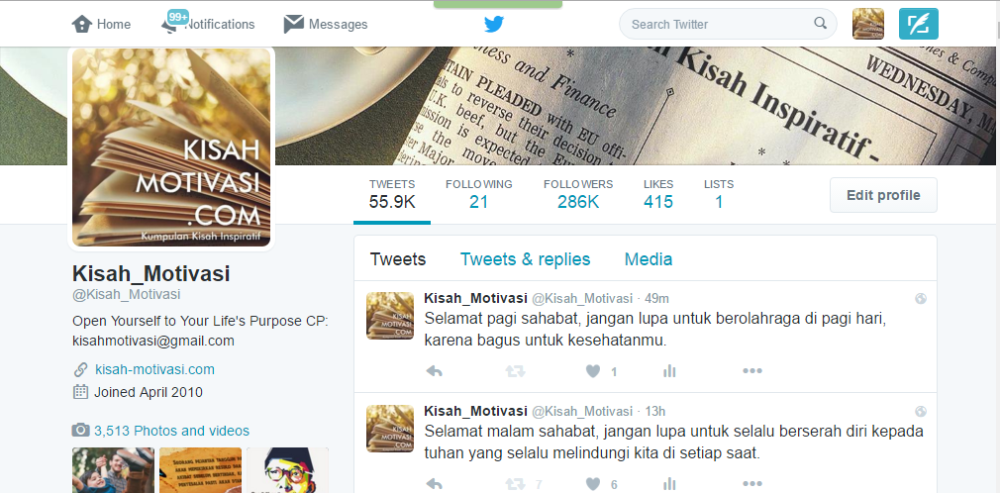 Home
99+
Notifications
Messages
Search Twitter
ness and Finance
TAIN PLEADED with EU offi-
to reverse their decision to
U.K. beef, but the
mission is expected
the move
Major
Kisah Inspiratif -
WEDNESDAY, M
* *
KISAH
MOTIVASI
.COM
Kumpulan Kisah Inspiratif
TWEETS
55.9K
FOLLOWING
21
FOLLOWERS
286K
LIKES
415
LISTS
1
Edit profile
Kisah_Motivasi
@Kisah_Motivasi
Open Yourself to Your Life's Purpose CP:
kisahmotivasi@gmail.com
kisah-motivasi.com
Joined April 2010
3,513 Photos and videos
Tweets
Tweets & replies
Media
Kisah_Motivasi @Kisah_Motivasi · 49m
Selamat pagi sahabat, jangan lupa untuk berolahraga di pagi hari,
karena bagus untuk kesehatanmu.
1
Kisah_Motivasi @Kisah_Motivasi · 13h
Selamat malam sahabat, jangan lupa untuk selalu berserah diri kepada
tuhan yang selalu melindungi kita di setiap saat.
7
6